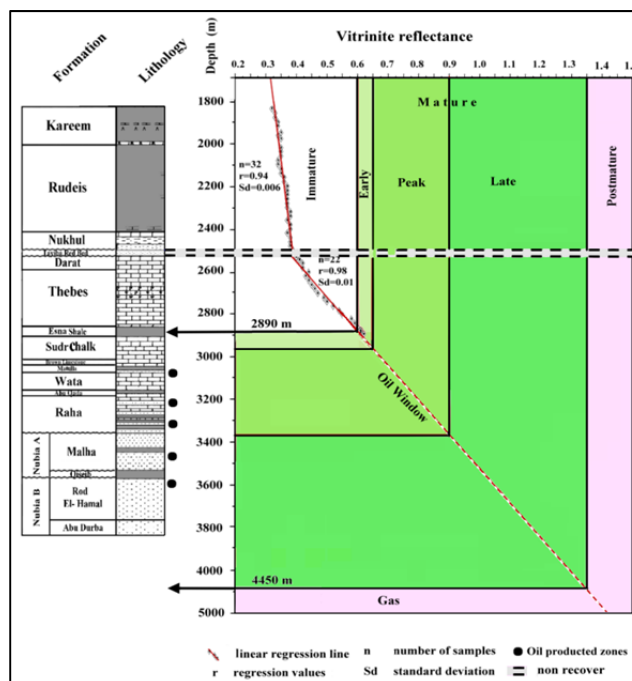 Formation
Lithology
Depth (m)
Vitrinite reflectance
0.2 0.3 0.4 0.5 0.6 0.7 0.8 0.9 1.0 1.1 1.2 1.3 1.4 1.5
Mature
1800
2000
2200
2400
2600
2800
3000
3200
3400
3600
3800
4000
5000
Kareem
Rudeis
Nukhul
Darat
Thebes
Esna Shale
Sudr Chalk
Brown Limestone
Wata
Raha
Nubia A
Malha
Nubia B
Rod
El- Hamal
Abu Durba
n=32
r=0.94
Sd=0.006
Immature
Early
Peak
Late
Postmature
n=22
r=0.98
Sd=0.01
2890 m
Oil Window
4450 m
Gas
linear regression line
n number of samples
Oil producted zones
r regression values
Sd standard deviation
non recover